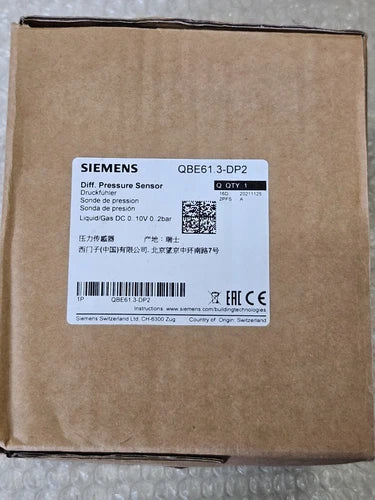 SIEMENS QBE61.3-DP2
Diff. Pressure Sensor Q QTY 1
Druckfühler 16Q 20211125
Sonde de pression 2PFS A
Sonda de presión
Liquid/Gas DC 0..10V 0..2bar
压力传感器 产地: 瑞士
西门子(中国)有限公司. 北京望京中环南路7号
1P QBE61.3-DP2
EAC CE
Instructions: www.siemens.com/buildingtechnologies
Siemens Switzerland Ltd. CH-6300 Zug Country of Origin: Switzerland